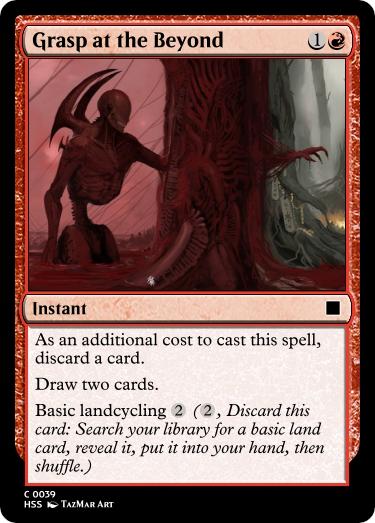 Grasp at the Beyond 1
Instant
As an additional cost to cast this spell,
discard a card.
Draw two cards.
Basic landcycling 2 (2, Discard this
card: Search your library for a basic land
card, reveal it, put it into your hand, then
shuffle.)
C 0039
HSS TazMar Art